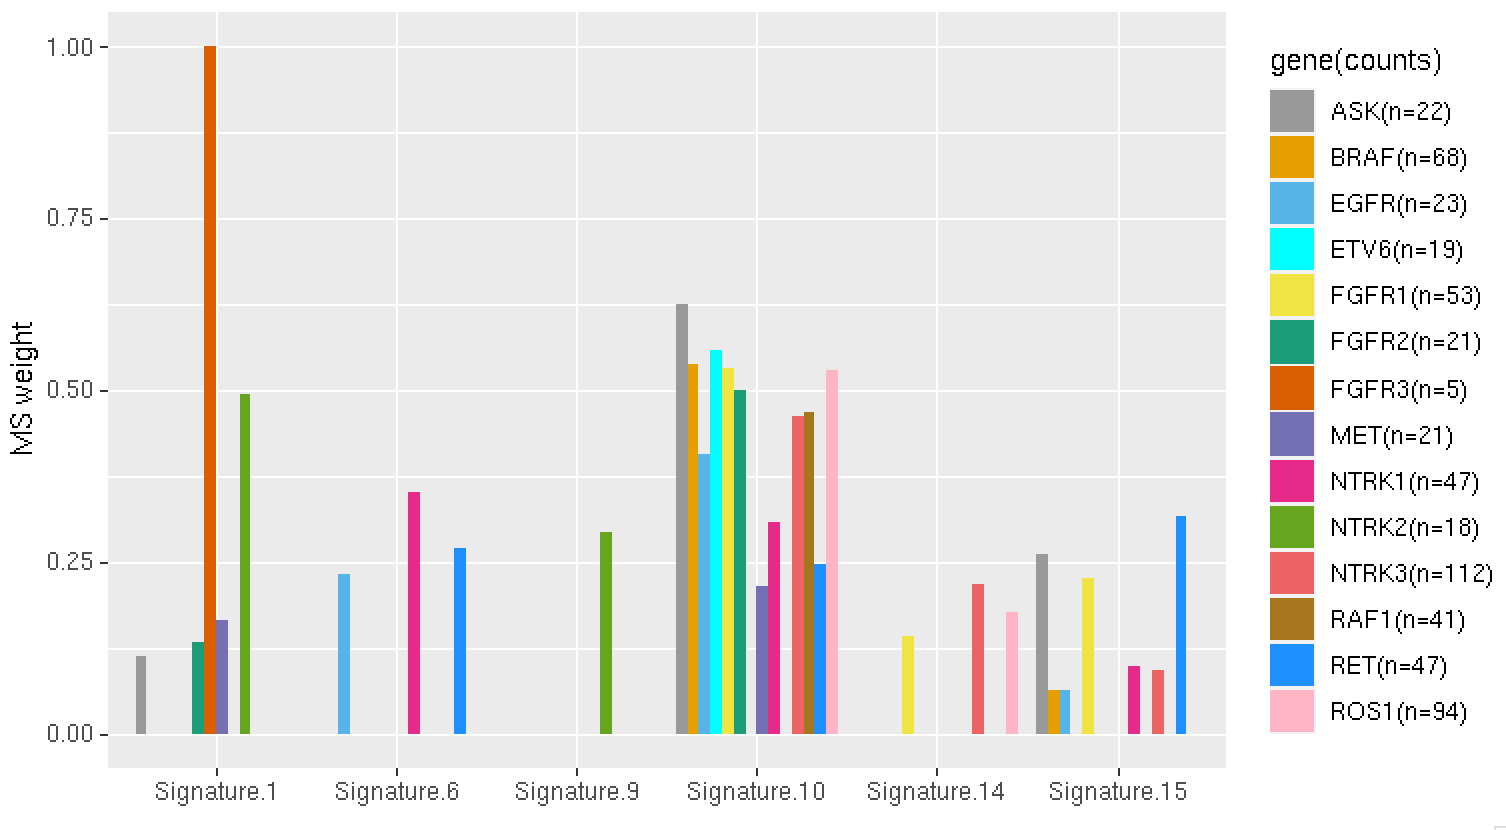 gene(counts)
ASK(n=22)
BRAF(n=68)
EGFR(n=23)
ETV6(n=19)
FGFR1(n=53)
FGFR2(n=21)
FGFR3(n=5)
MET(n=21)
NTRK1(n=47)
NTRK2(n=18)
NTRK3(n=112)
RAF1(n=41)
RET(n=47)
ROS1(n=94)
MS weight
1.00
0.75
0.50
0.25
0.00
Signature.1 Signature.6 Signature.9 Signature.10 Signature.14 Signature.15